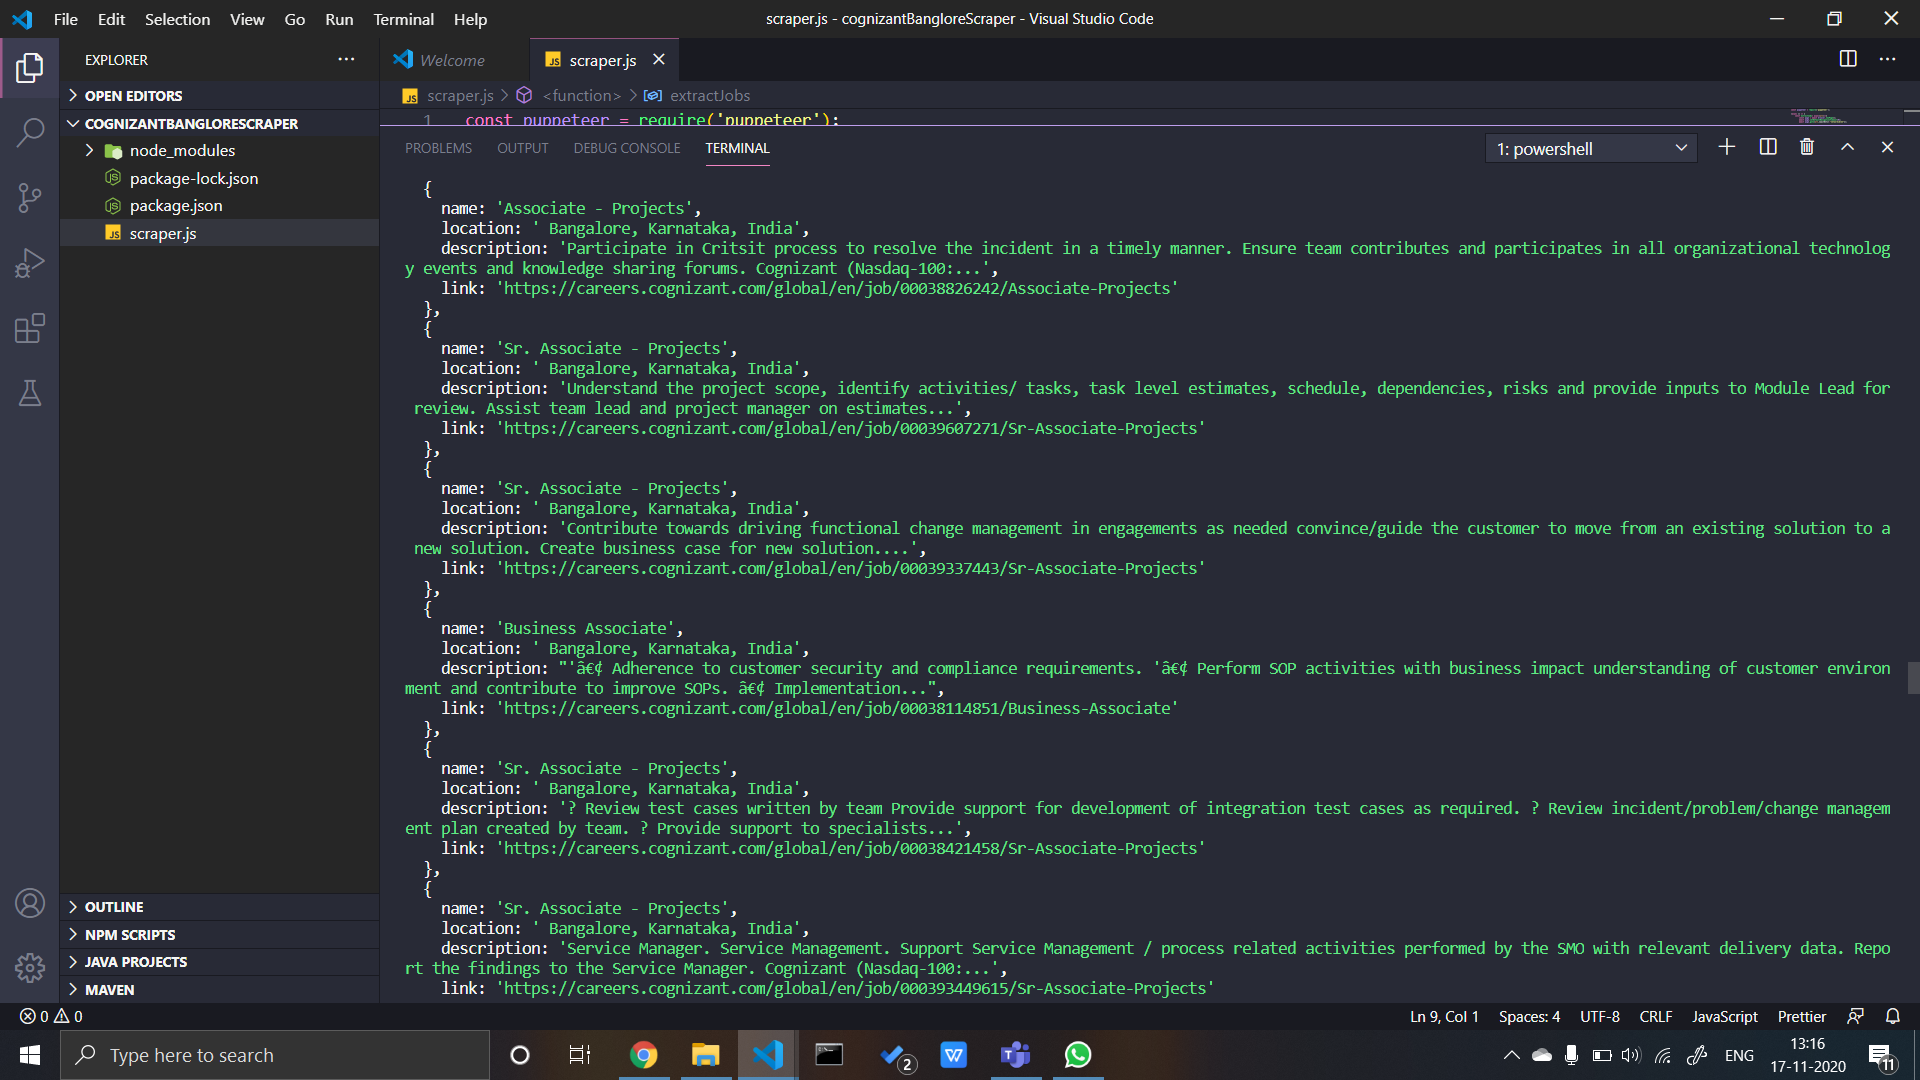 File Edit Selection View Go Run Terminal Help
scraper.js - cognizantBangloreScraper - Visual Studio Code
EXPLORER
Welcome
JS scraper.js
OPEN EDITORS
JS scraper.js > <function> > extractJobs
COGNIZANTBANGLORESCRAPER
1 const puppeteer = require('puppeteer');
node_modules
package-lock.json
package.json
JS scraper.js
PROBLEMS OUTPUT DEBUG CONSOLE TERMINAL
1: powershell
{
name: 'Associate - Projects',
location: ' Bangalore, Karnataka, India',
description: 'Participate in Critsit process to resolve the incident in a timely manner. Ensure team contributes and participates in all organizational technolog
y events and knowledge sharing forums. Cognizant (Nasdaq-100:...',
link: 'https://careers.cognizant.com/global/en/job/00038826242/Associate-Projects'
},
{
name: 'Sr. Associate - Projects',
location: ' Bangalore, Karnataka, India',
description: 'Understand the project scope, identify activities/ tasks, task level estimates, schedule, dependencies, risks and provide inputs to Module Lead for
review. Assist team lead and project manager on estimates...',
link: 'https://careers.cognizant.com/global/en/job/00039607271/Sr-Associate-Projects'
},
{
name: 'Sr. Associate - Projects',
location: ' Bangalore, Karnataka, India',
description: 'Contribute towards driving functional change management in engagements as needed convince/guide the customer to move from an existing solution to a
new solution. Create business case for new solution....',
link: 'https://careers.cognizant.com/global/en/job/00039337443/Sr-Associate-Projects'
},
{
name: 'Business Associate',
location: ' Bangalore, Karnataka, India',
description: "'â€¢ Adherence to customer security and compliance requirements. 'â€¢ Perform SOP activities with business impact understanding of customer environ
ment and contribute to improve SOPs. â€¢ Implementation...",
link: 'https://careers.cognizant.com/global/en/job/00038114851/Business-Associate'
},
{
name: 'Sr. Associate - Projects',
location: ' Bangalore, Karnataka, India',
description: '? Review test cases written by team Provide support for development of integration test cases as required. ? Review incident/problem/change managem
ent plan created by team. ? Provide support to specialists...',
link: 'https://careers.cognizant.com/global/en/job/00038421458/Sr-Associate-Projects'
},
{
name: 'Sr. Associate - Projects',
location: ' Bangalore, Karnataka, India',
description: 'Service Manager. Service Management. Support Service Management / process related activities performed by the SMO with relevant delivery data. Repo
rt the findings to the Service Manager. Cognizant (Nasdaq-100:...',
link: 'https://careers.cognizant.com/global/en/job/000393449615/Sr-Associate-Projects'
OUTLINE
NPM SCRIPTS
JAVA PROJECTS
MAVEN
0 0
Ln 9, Col 1 Spaces: 4 UTF-8 CRLF JavaScript Prettier
Type here to search
2
W
T
ENG
13:16
17-11-2020
11